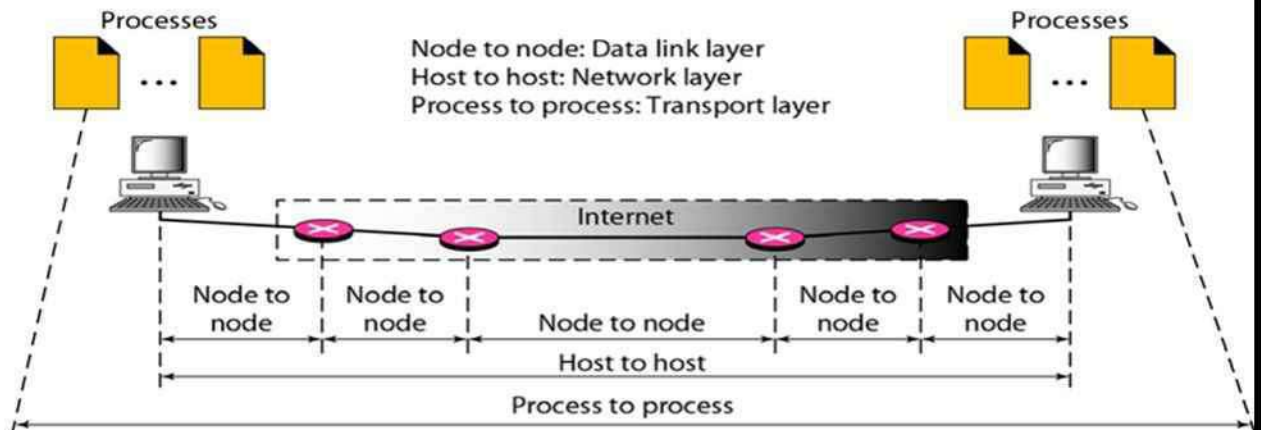 Processes
Processes
...
...
Node to node: Data link layer
Host to host: Network layer
Process to process: Transport layer
Internet
Node to
node
Node to
node
Node to node
Node to
node
Node to
node
Host to host
Process to process